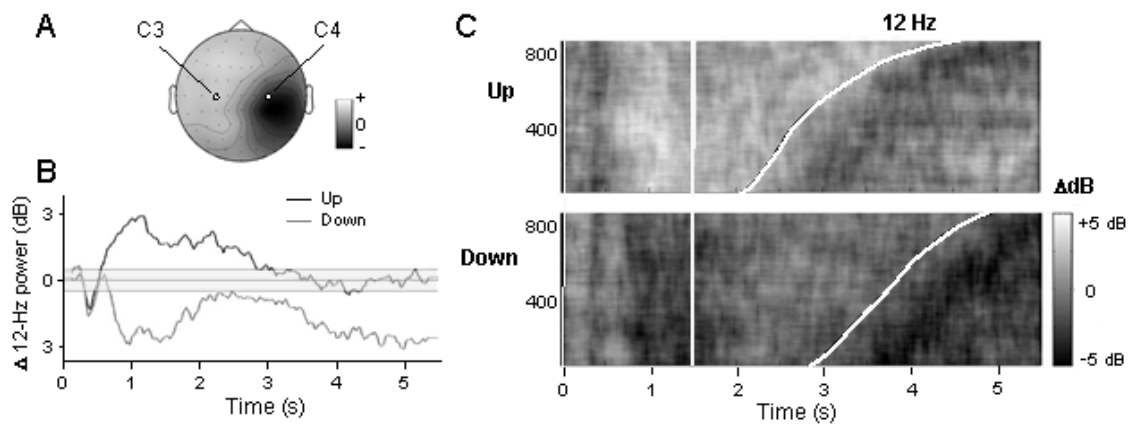 A
C3
C4
+
0
-
B
Up
Down
Δ 12-Hz power (dB)
3
0
3
0 1 2 3 4 5
Time (s)
C
12 Hz
Up
800
400
Down
800
400
0 1 2 3 4 5
Time (s)
ΔdB
+5 dB
0
-5 dB